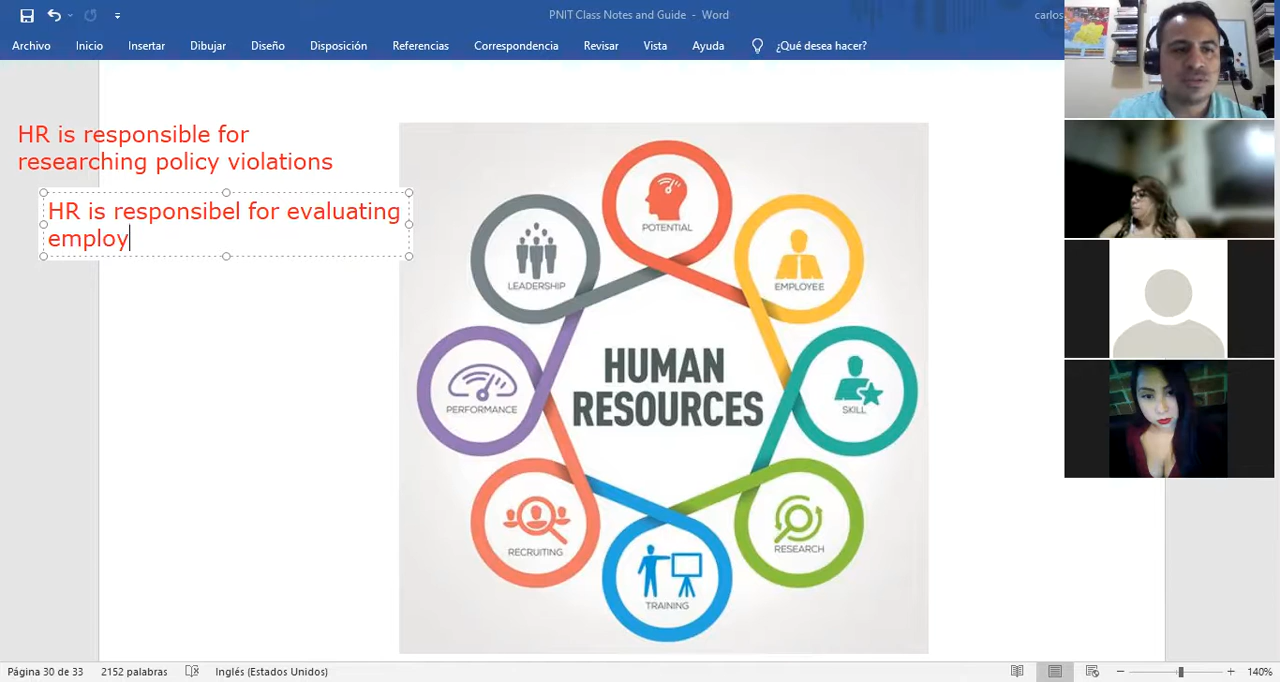 PNIT Class Notes and Guide - Word
carlos
Archivo Inicio Insertar Dibujar Diseño Disposición Referencias Correspondencia Revisar Vista Ayuda ¿Qué desea hacer?
HR is responsible for
researching policy violations
HR is responsibel for evaluating
employ
POTENTIAL
LEADERSHIP
EMPLOYEE
HUMAN
RESOURCES
PERFORMANCE
SKILL
RECRUITING
RESEARCH
TRAINING
Página 30 de 33 2152 palabras Inglés (Estados Unidos) 140%